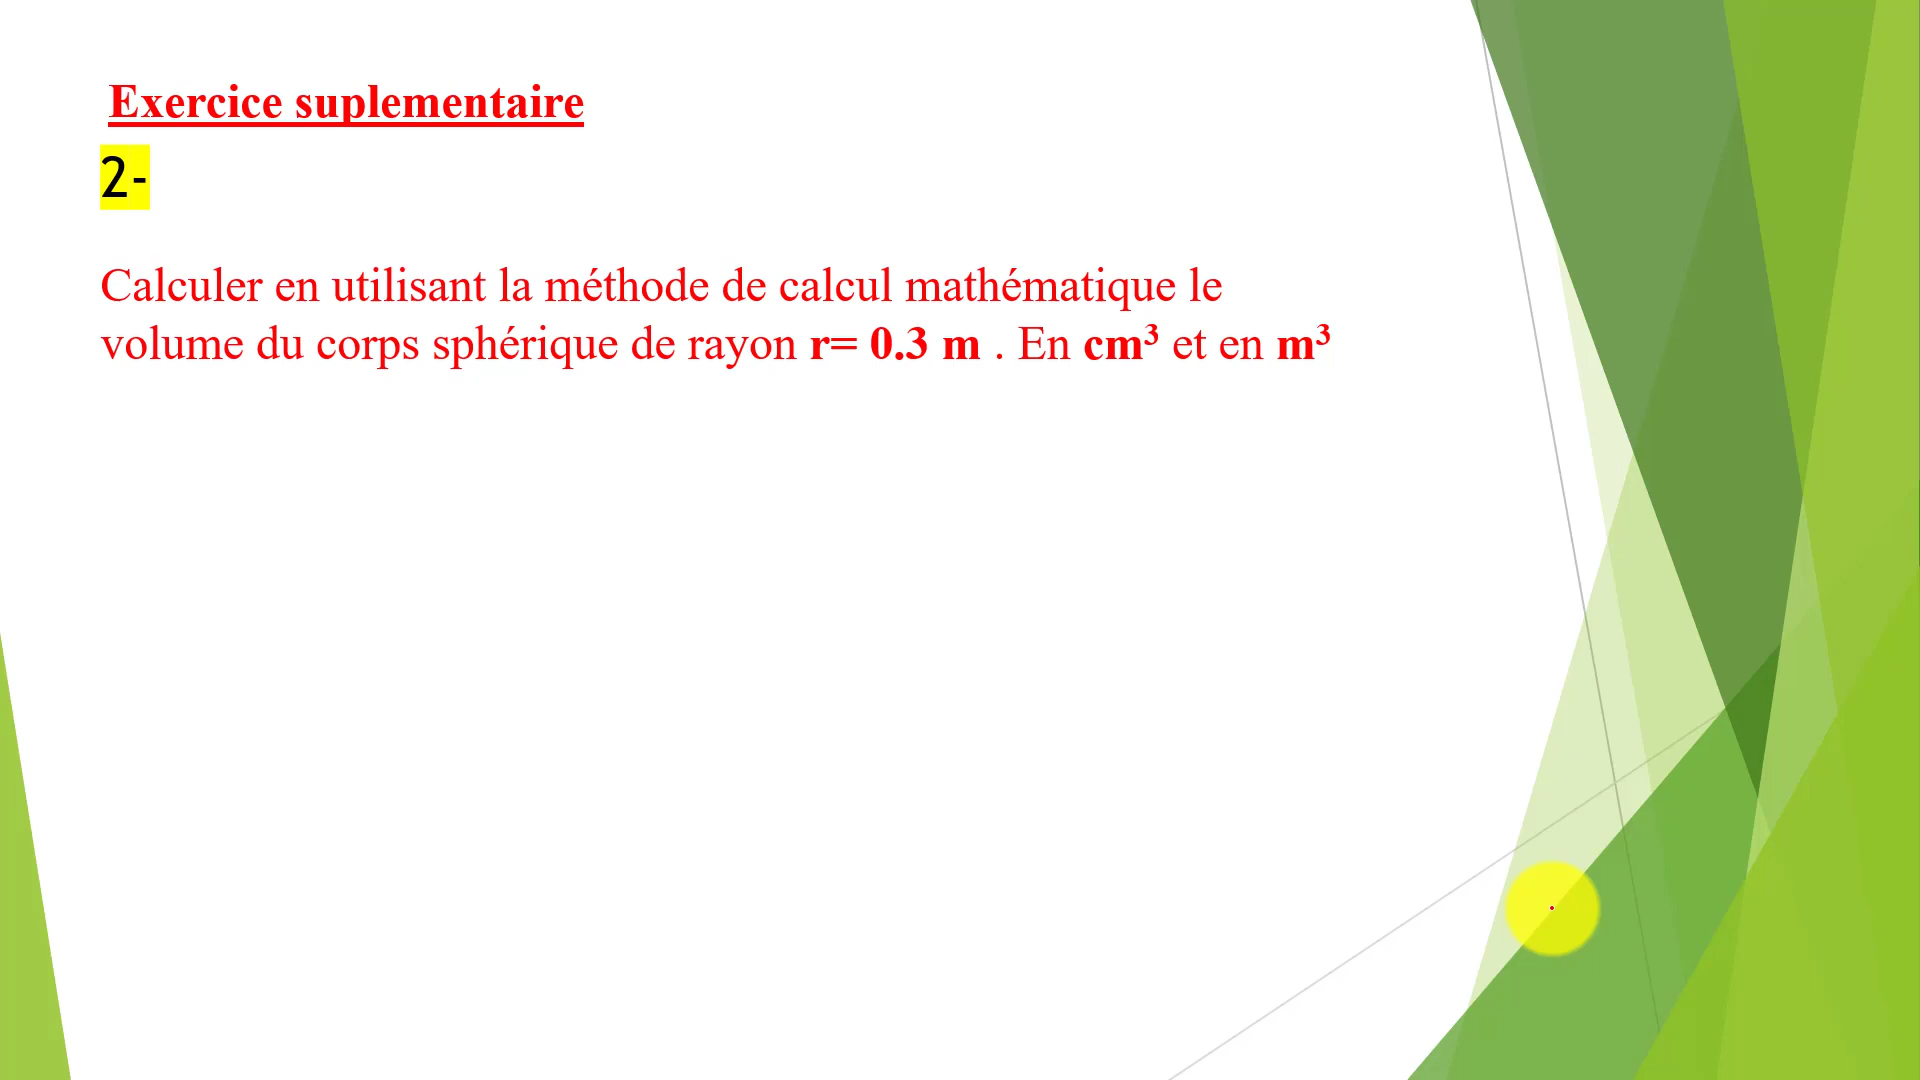 Exercice suplementaire
2-
Calculer en utilisant la méthode de calcul mathématique le
volume du corps sphérique de rayon r= 0.3 m . En cm³ et en m³